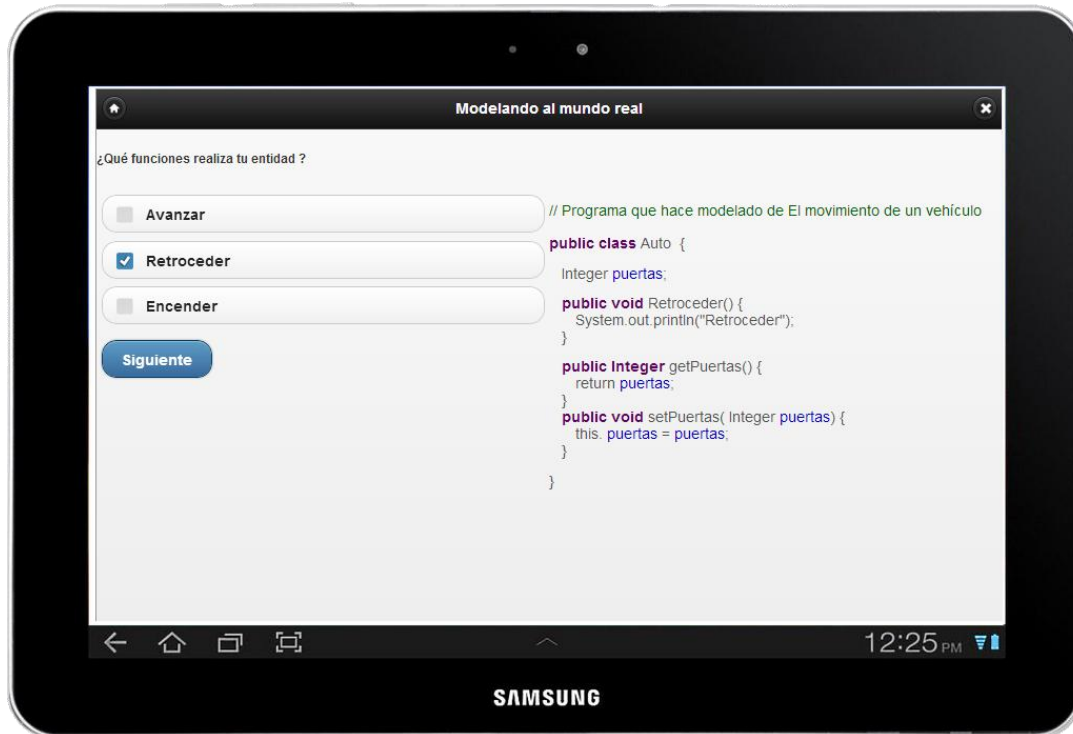 Modelando al mundo real
¿Qué funciones realiza tu entidad ?
Avanzar
Retroceder
Encender
Siguiente
// Programa que hace modelado de El movimiento de un vehículo
public class Auto {
Integer puertas;
public void Retroceder() {
System.out.println("Retroceder");
}
public Integer getPuertas() {
return puertas;
}
public void setPuertas( Integer puertas) {
this. puertas = puertas;
}
}
12:25 PM
SAMSUNG